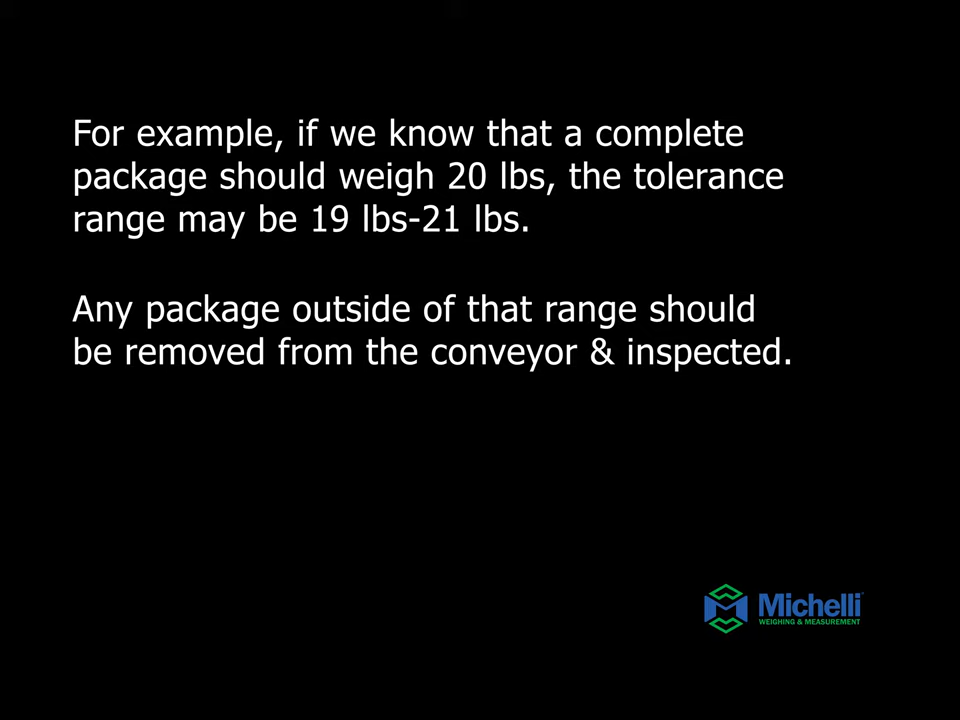 For example, if we know that a complete
package should weigh 20 lbs, the tolerance
range may be 19 lbs-21 lbs.
Any package outside of that range should
be removed from the conveyor & inspected.
Michelli
WEIGHING & MEASUREMENT